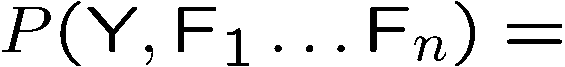 P(Y, F₁ … Fₙ) =